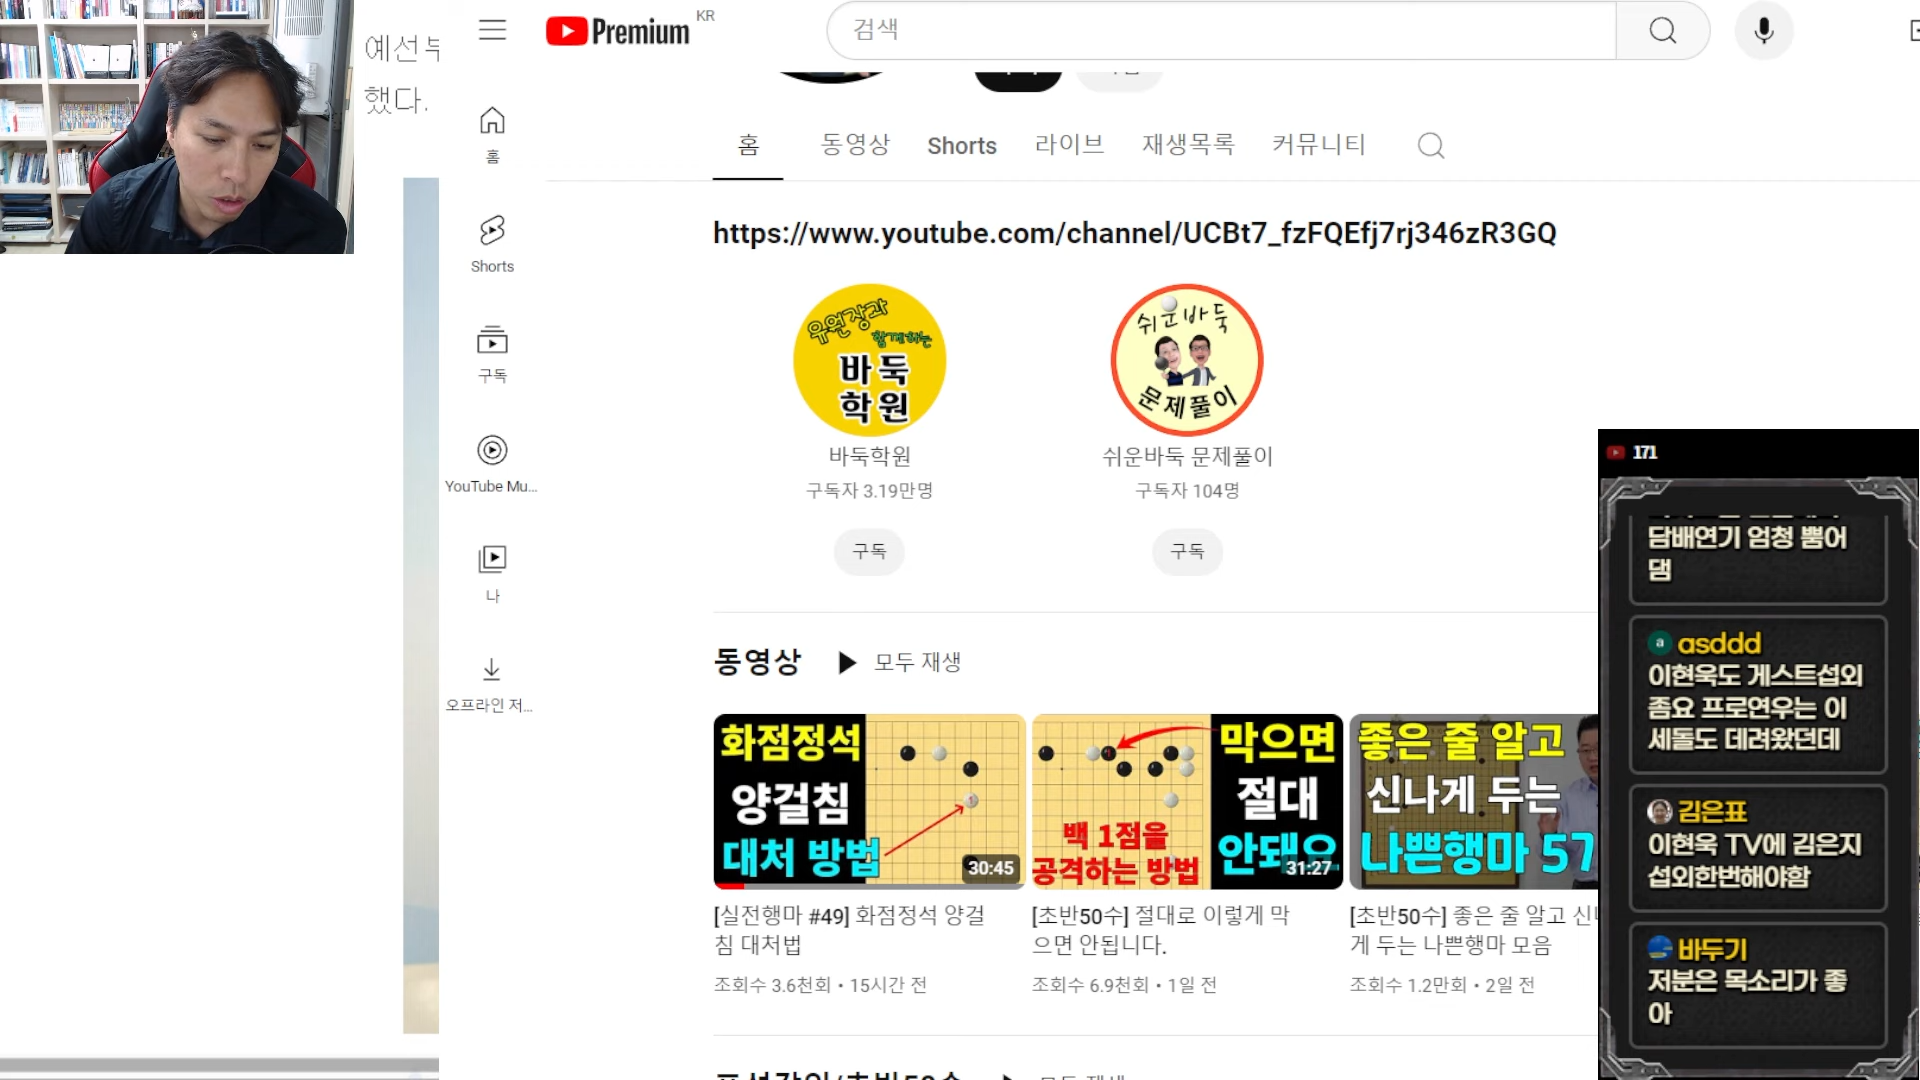 예선
했다.
Premium KR
검색
홈
Shorts
구독
YouTube Mu...
나
오프라인 저...
홈 동영상 Shorts 라이브 재생목록 커뮤니티
https://www.youtube.com/channel/UCBt7_fzFQEfj7rj346zR3GQ
우원장과
함께하는
바둑
학원
쉬운바둑
문제풀이
바둑학원
쉬운바둑 문제풀이
구독자 3.19만명
구독자 104명
구독
구독
동영상 모두 재생
화점정석
양걸침
대처 방법
30:45
막으면
절대
안돼요
백 1점을
공격하는 방법
31:27
좋은 줄 알고
신나게 두는
나쁜행마 57
[실전행마 #49] 화점정석 양걸
침 대처법
조회수 3.6천회 • 15시간 전
[초반50수] 절대로 이렇게 막
으면 안됩니다.
조회수 6.9천회 • 1일 전
[초반50수] 좋은 줄 알고 신나
게 두는 나쁜행마 모음
조회수 1.2만회 • 2일 전
모두 재생
171
담배연기 엄청 뿜어
댐
a asddd
이현욱도 게스트섭외
좀요 프로연우는 이
세돌도 데려왔던데
김은표
이현욱 TV에 김은지
섭외한번해야함
바두기
저분은 목소리가 좋
아